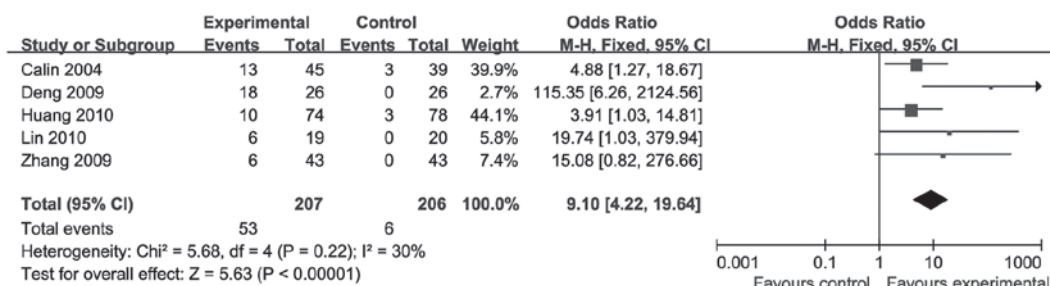 Experimental Control Odds Ratio Odds Ratio
Study or Subgroup Events Total Events Total Weight M-H, Fixed, 95% CI M-H, Fixed, 95% CI
Calin 2004 13 45 3 39 39.9% 4.88 [1.27, 18.67]
Deng 2009 18 26 0 26 2.7% 115.35 [6.26, 2124.56]
Huang 2010 10 74 3 78 44.1% 3.91 [1.03, 14.81]
Lin 2010 6 19 0 20 5.8% 19.74 [1.03, 379.94]
Zhang 2009 6 43 0 43 7.4% 15.08 [0.82, 276.66]
Total (95% CI) 207 206 100.0% 9.10 [4.22, 19.64]
Total events 53 6
Heterogeneity: Chi² = 5.68, df = 4 (P = 0.22); I² = 30%
Test for overall effect: Z = 5.63 (P < 0.00001)
0.001 0.1 1 10 1000
Favours control Favours experimental